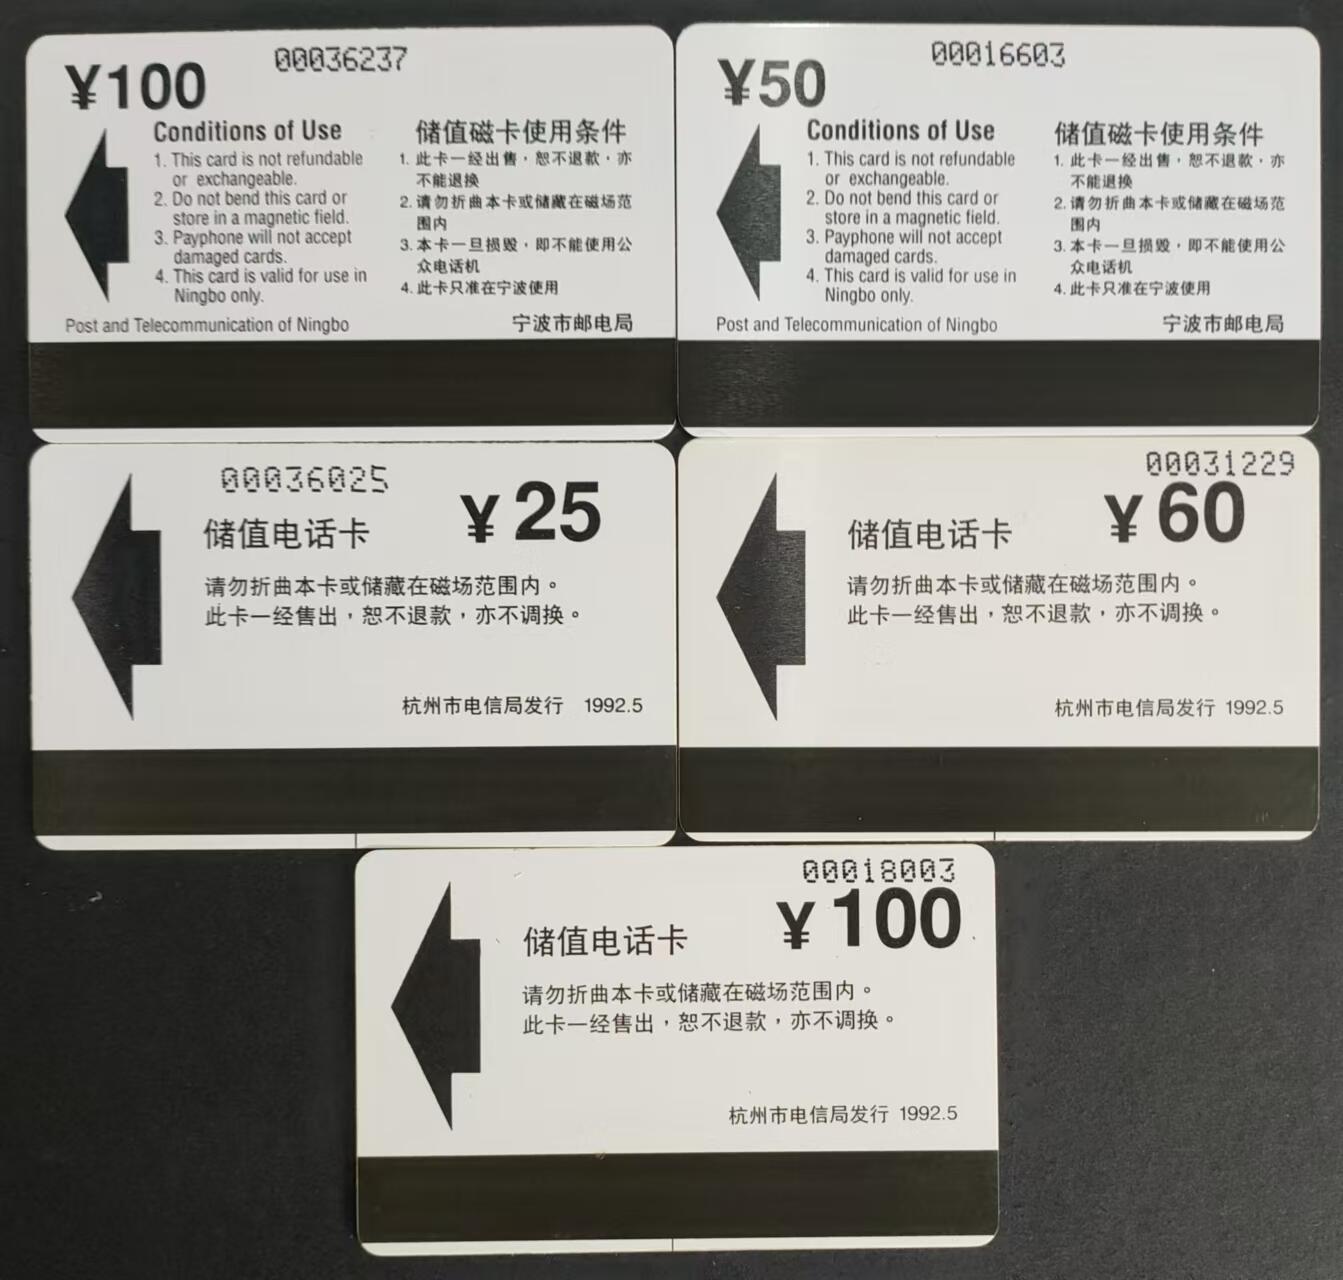 00036237
¥100
Conditions of Use
1. This card is not refundable
or exchangeable.
2. Do not bend this card or
store in a magnetic field.
3. Payphone will not accept
damaged cards.
4. This card is valid for use in
Ningbo only.
储值磁卡使用条件
1. 此卡一经出售，恕不退款，亦
不能退换
2. 请勿折曲本卡或储藏在磁场范
围内
3. 本卡一旦损毁，即不能使用公
众电话机
4. 此卡只准在宁波使用
Post and Telecommunication of Ningbo
宁波市邮电局
00016603
¥50
Conditions of Use
1. This card is not refundable
or exchangeable.
2. Do not bend this card or
store in a magnetic field.
3. Payphone will not accept
damaged cards.
4. This card is valid for use in
Ningbo only.
储值磁卡使用条件
1. 此卡一经出售，恕不退款，亦
不能退换
2. 请勿折曲本卡或储藏在磁场范
围内
3. 本卡一旦损毁，即不能使用公
众电话机
4. 此卡只准在宁波使用
Post and Telecommunication of Ningbo
宁波市邮电局
00036025
¥25
储值电话卡
请勿折曲本卡或储藏在磁场范围内。
此卡一经售出，恕不退款，亦不调换。
杭州市电信局发行 1992.5
00031229
¥60
储值电话卡
请勿折曲本卡或储藏在磁场范围内。
此卡一经售出，恕不退款，亦不调换。
杭州市电信局发行 1992.5
00018003
¥100
储值电话卡
请勿折曲本卡或储藏在磁场范围内。
此卡一经售出，恕不退款，亦不调换。
杭州市电信局发行 1992.5